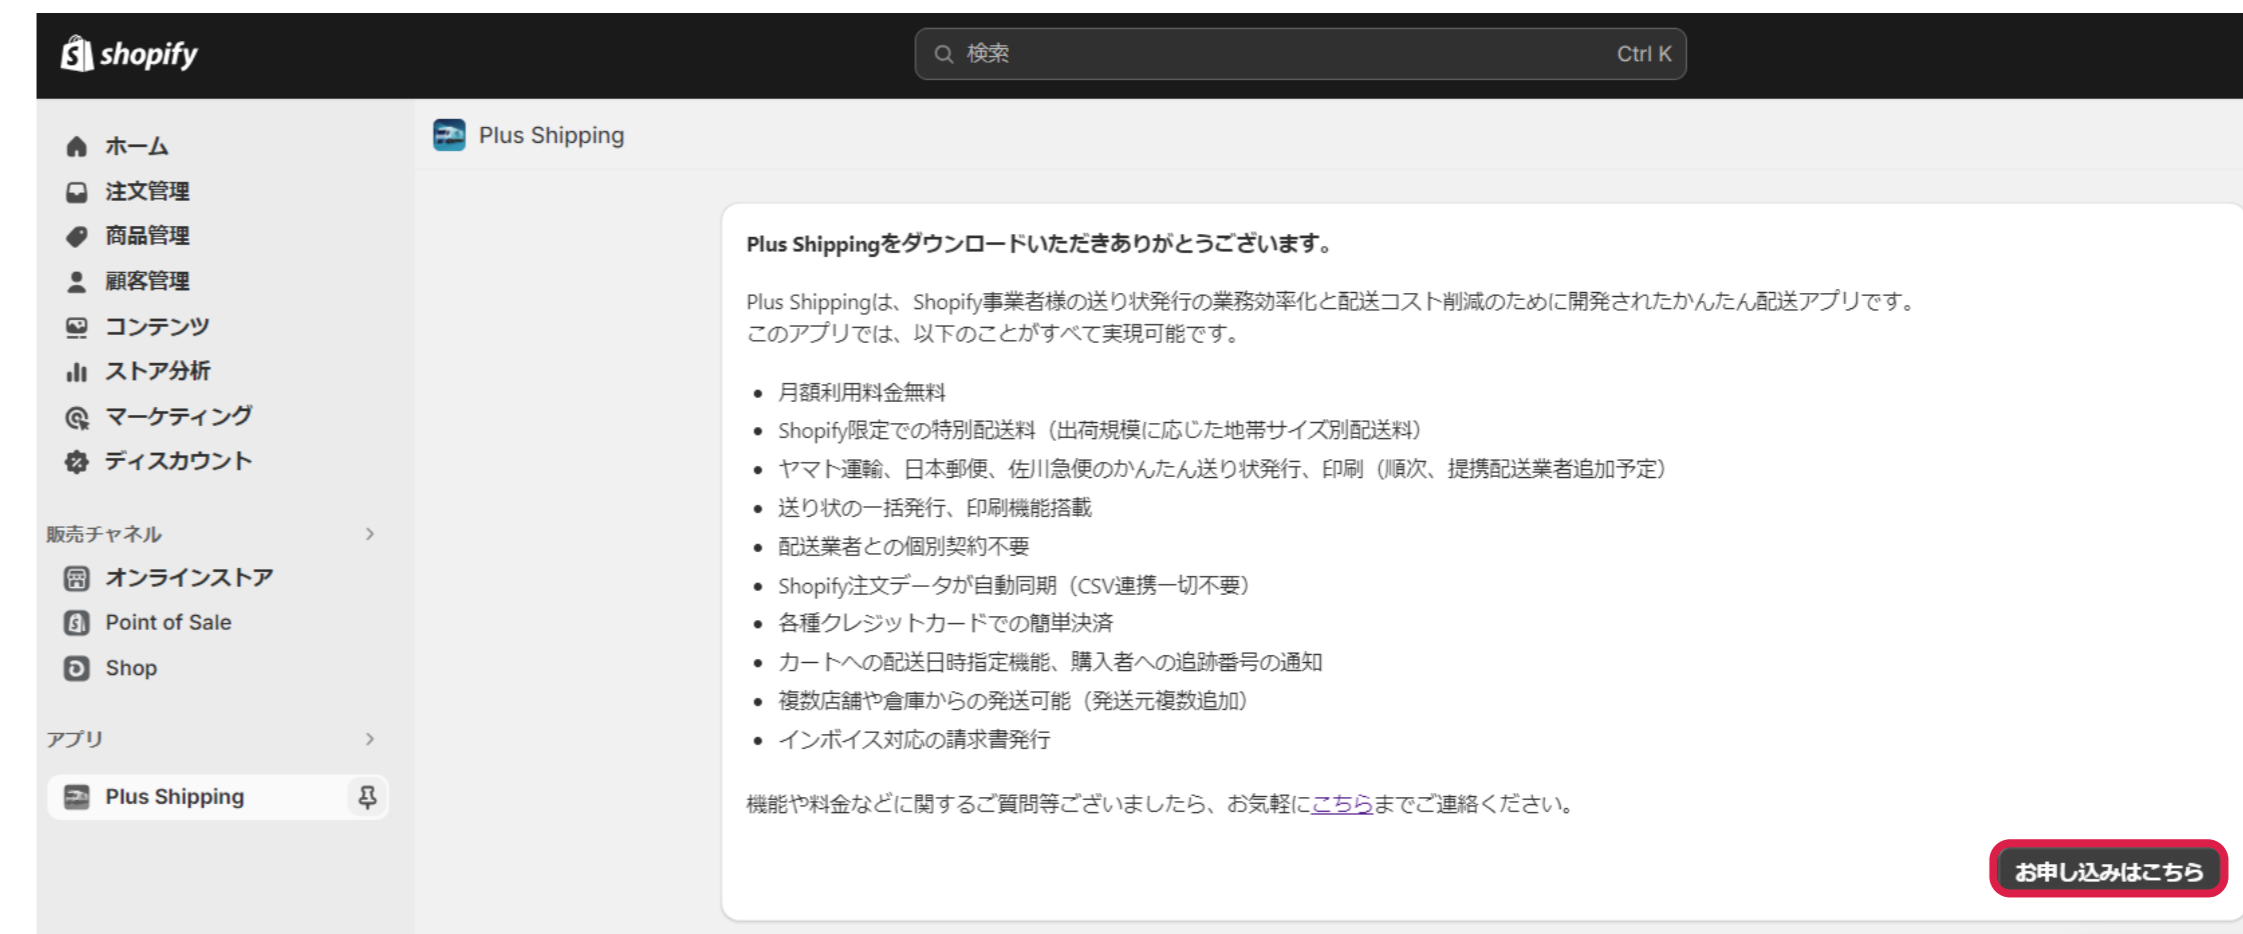 shopify
検索
Ctrl K
ホーム
注文管理
商品管理
顧客管理
コンテンツ
ストア分析
マーケティング
ディスカウント
販売チャネル
オンラインストア
Point of Sale
Shop
アプリ
Plus Shipping
Plus Shipping
Plus Shippingをダウンロードいただきありがとうございます。
Plus Shippingは、Shopify事業者様の送り状発行の業務効率化と配送コスト削減のために開発されたかんたん配送アプリです。
このアプリでは、以下のことがすべて実現可能です。
• 月額利用料金無料
• Shopify限定での特別配送料（出荷規模に応じた地帯サイズ別配送料）
• ヤマト運輸、日本郵便、佐川急便のかんたん送り状発行、印刷（順次、提携配送業者追加予定）
• 送り状の一括発行、印刷機能搭載
• 配送業者との個別契約不要
• Shopify注文データが自動同期（CSV連携一切不要）
• 各種クレジットカードでの簡単決済
• カートへの配送日時指定機能、購入者への追跡番号の通知
• 複数店舗や倉庫からの発送可能（発送元複数追加）
• インボイス対応の請求書発行
機能や料金などに関するご質問等ございましたら、お気軽にこちらまでご連絡ください。
お申し込みはこちら